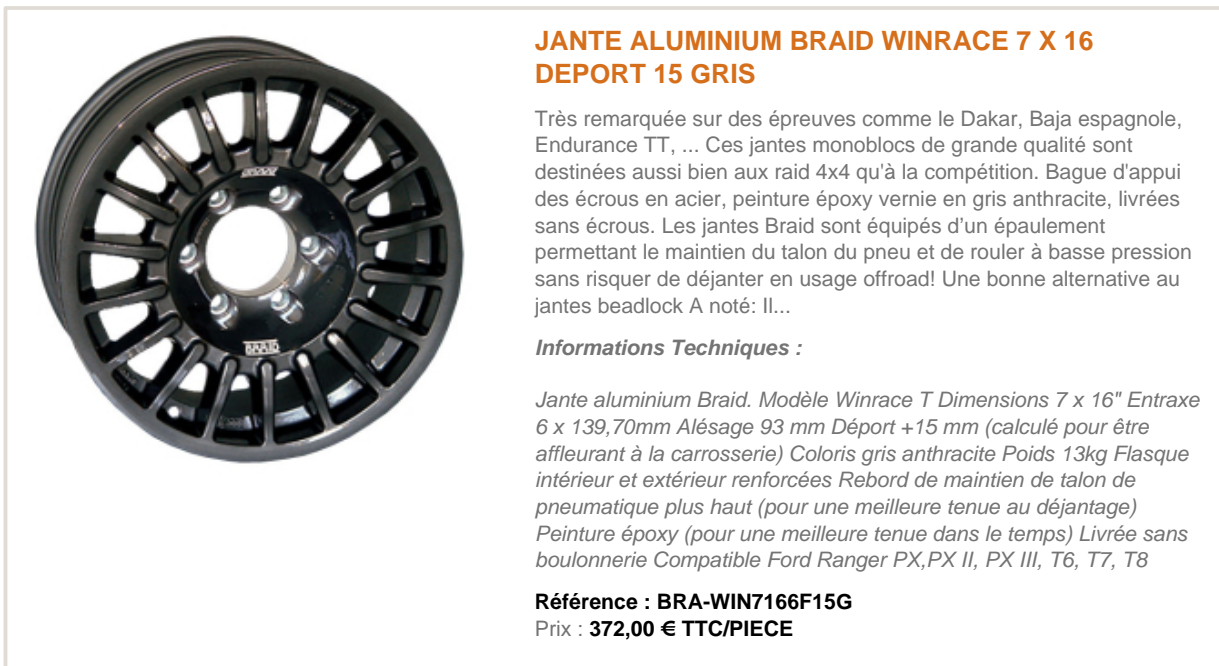 JANTE ALUMINIUM BRAID WINRACE 7 X 16
DEPORT 15 GRIS
Très remarquée sur des épreuves comme le Dakar, Baja espagnole,
Endurance TT, ... Ces jantes monoblocs de grande qualité sont
destinées aussi bien aux raid 4x4 qu'à la compétition. Bague d'appui
des écrous en acier, peinture époxy vernie en gris anthracite, livrées
sans écrous. Les jantes Braid sont équipés d’un épaulement
permettant le maintien du talon du pneu et de rouler à basse pression
sans risquer de déjanter en usage offroad! Une bonne alternative au
jantes beadlock A noté: Il...
Informations Techniques :
Jante aluminium Braid. Modèle Winrace T Dimensions 7 x 16" Entraxe
6 x 139,70mm Alésage 93 mm Déport +15 mm (calculé pour être
affleurant à la carrosserie) Coloris gris anthracite Poids 13kg Flasque
intérieur et extérieur renforcées Rebord de maintien de talon de
pneumatique plus haut (pour une meilleure tenue au déjantage)
Peinture époxy (pour une meilleure tenue dans le temps) Livrée sans
boulonnerie Compatible Ford Ranger PX,PX II, PX III, T6, T7, T8
Référence : BRA-WIN7166F15G
Prix : 372,00 € TTC/PIECE
BRAID